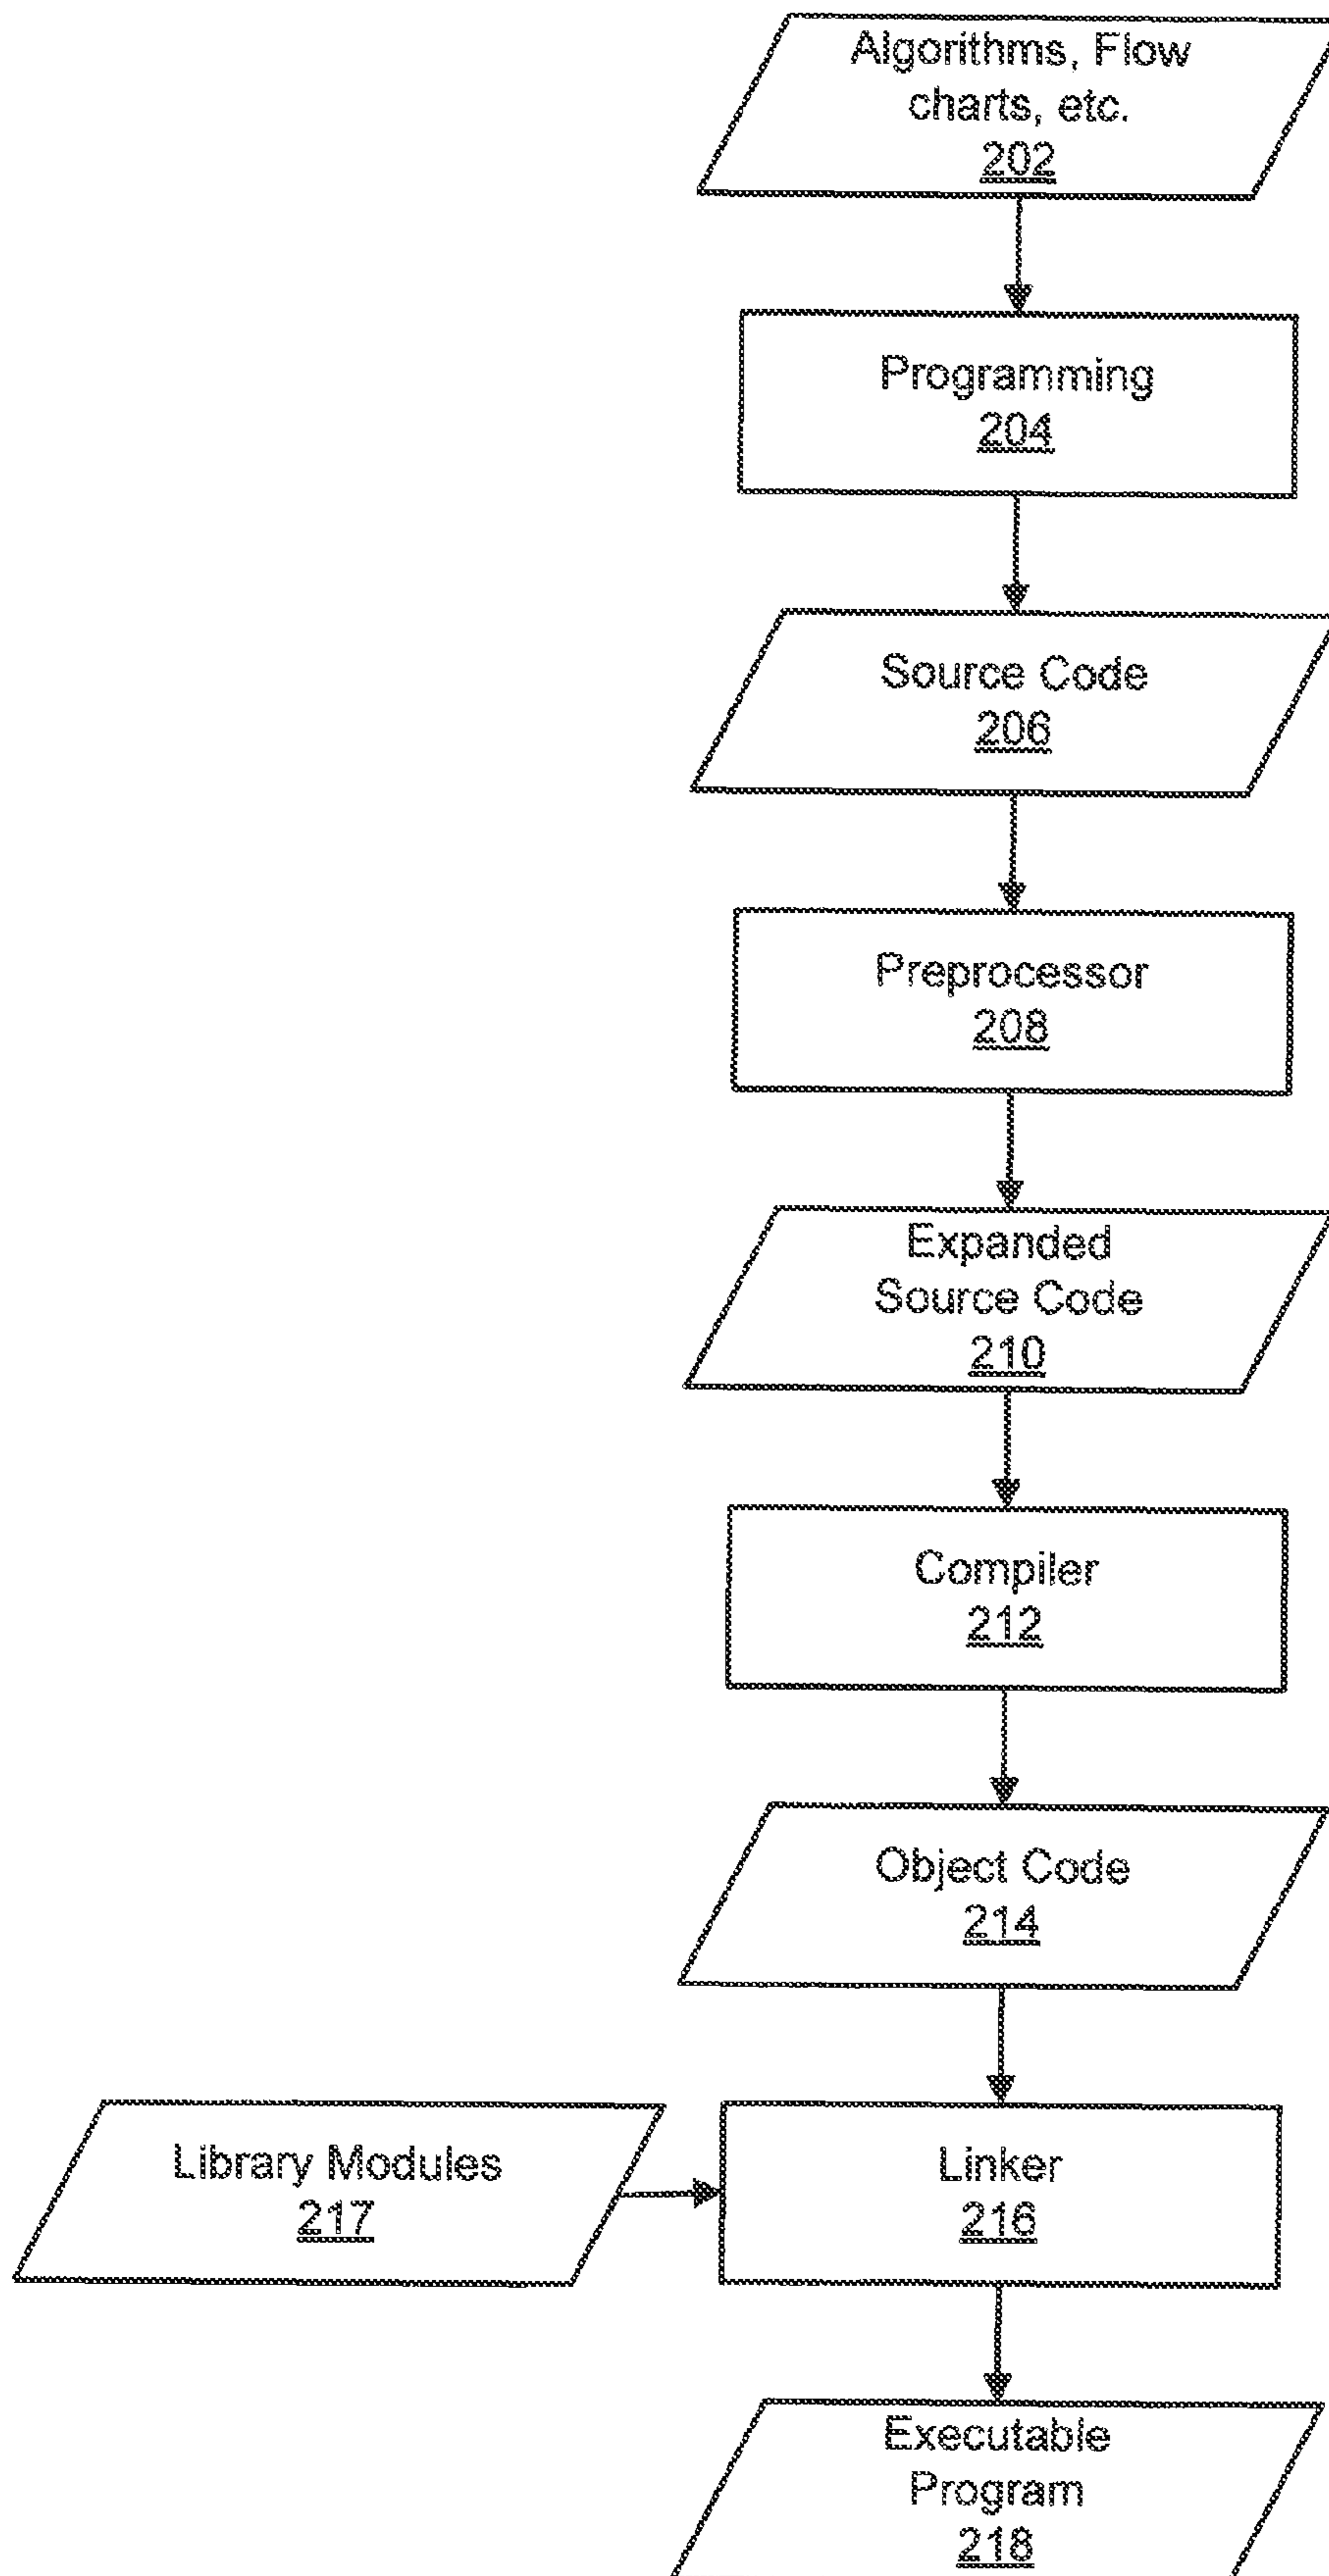 Algorithms, Flow
charts, etc.
202
Programming
204
Source Code
206
Preprocessor
208
Expanded
Source Code
210
Compiler
212
Object Code
214
Library Modules
217
Linker
216
Executable
Program
218